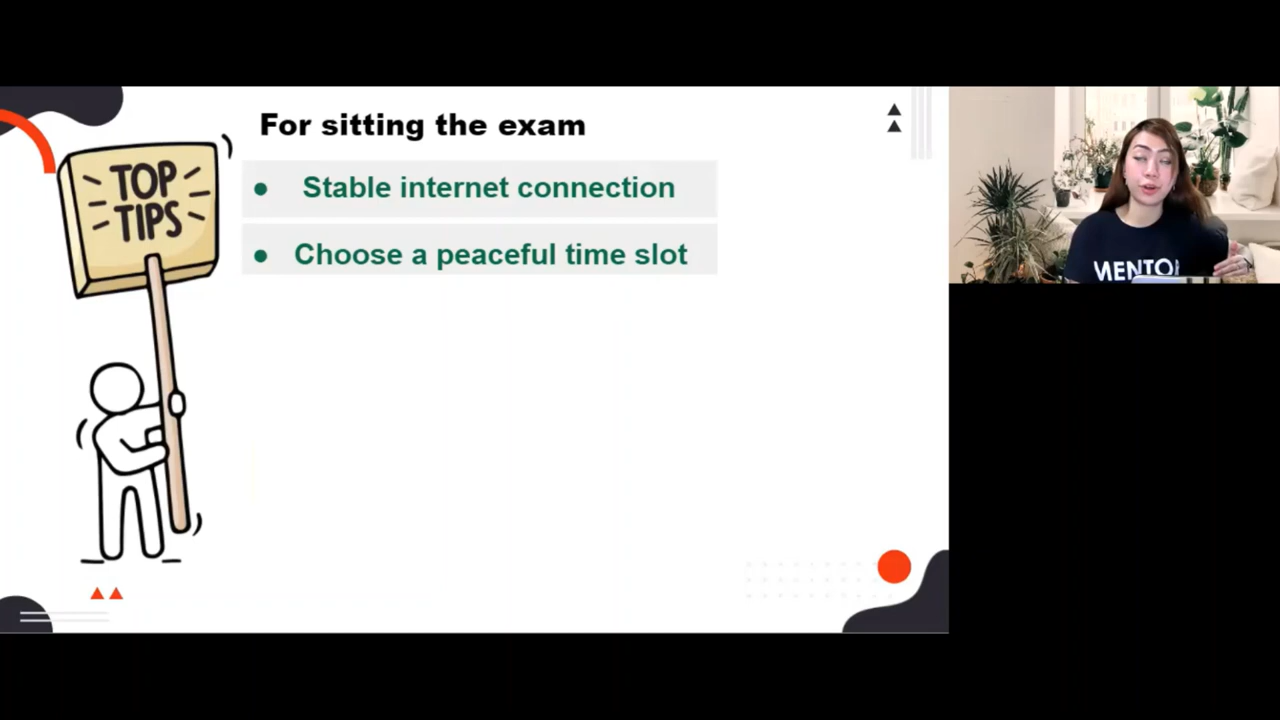 For sitting the exam
TOP
TIPS
● Stable internet connection
● Choose a peaceful time slot
MENTOR